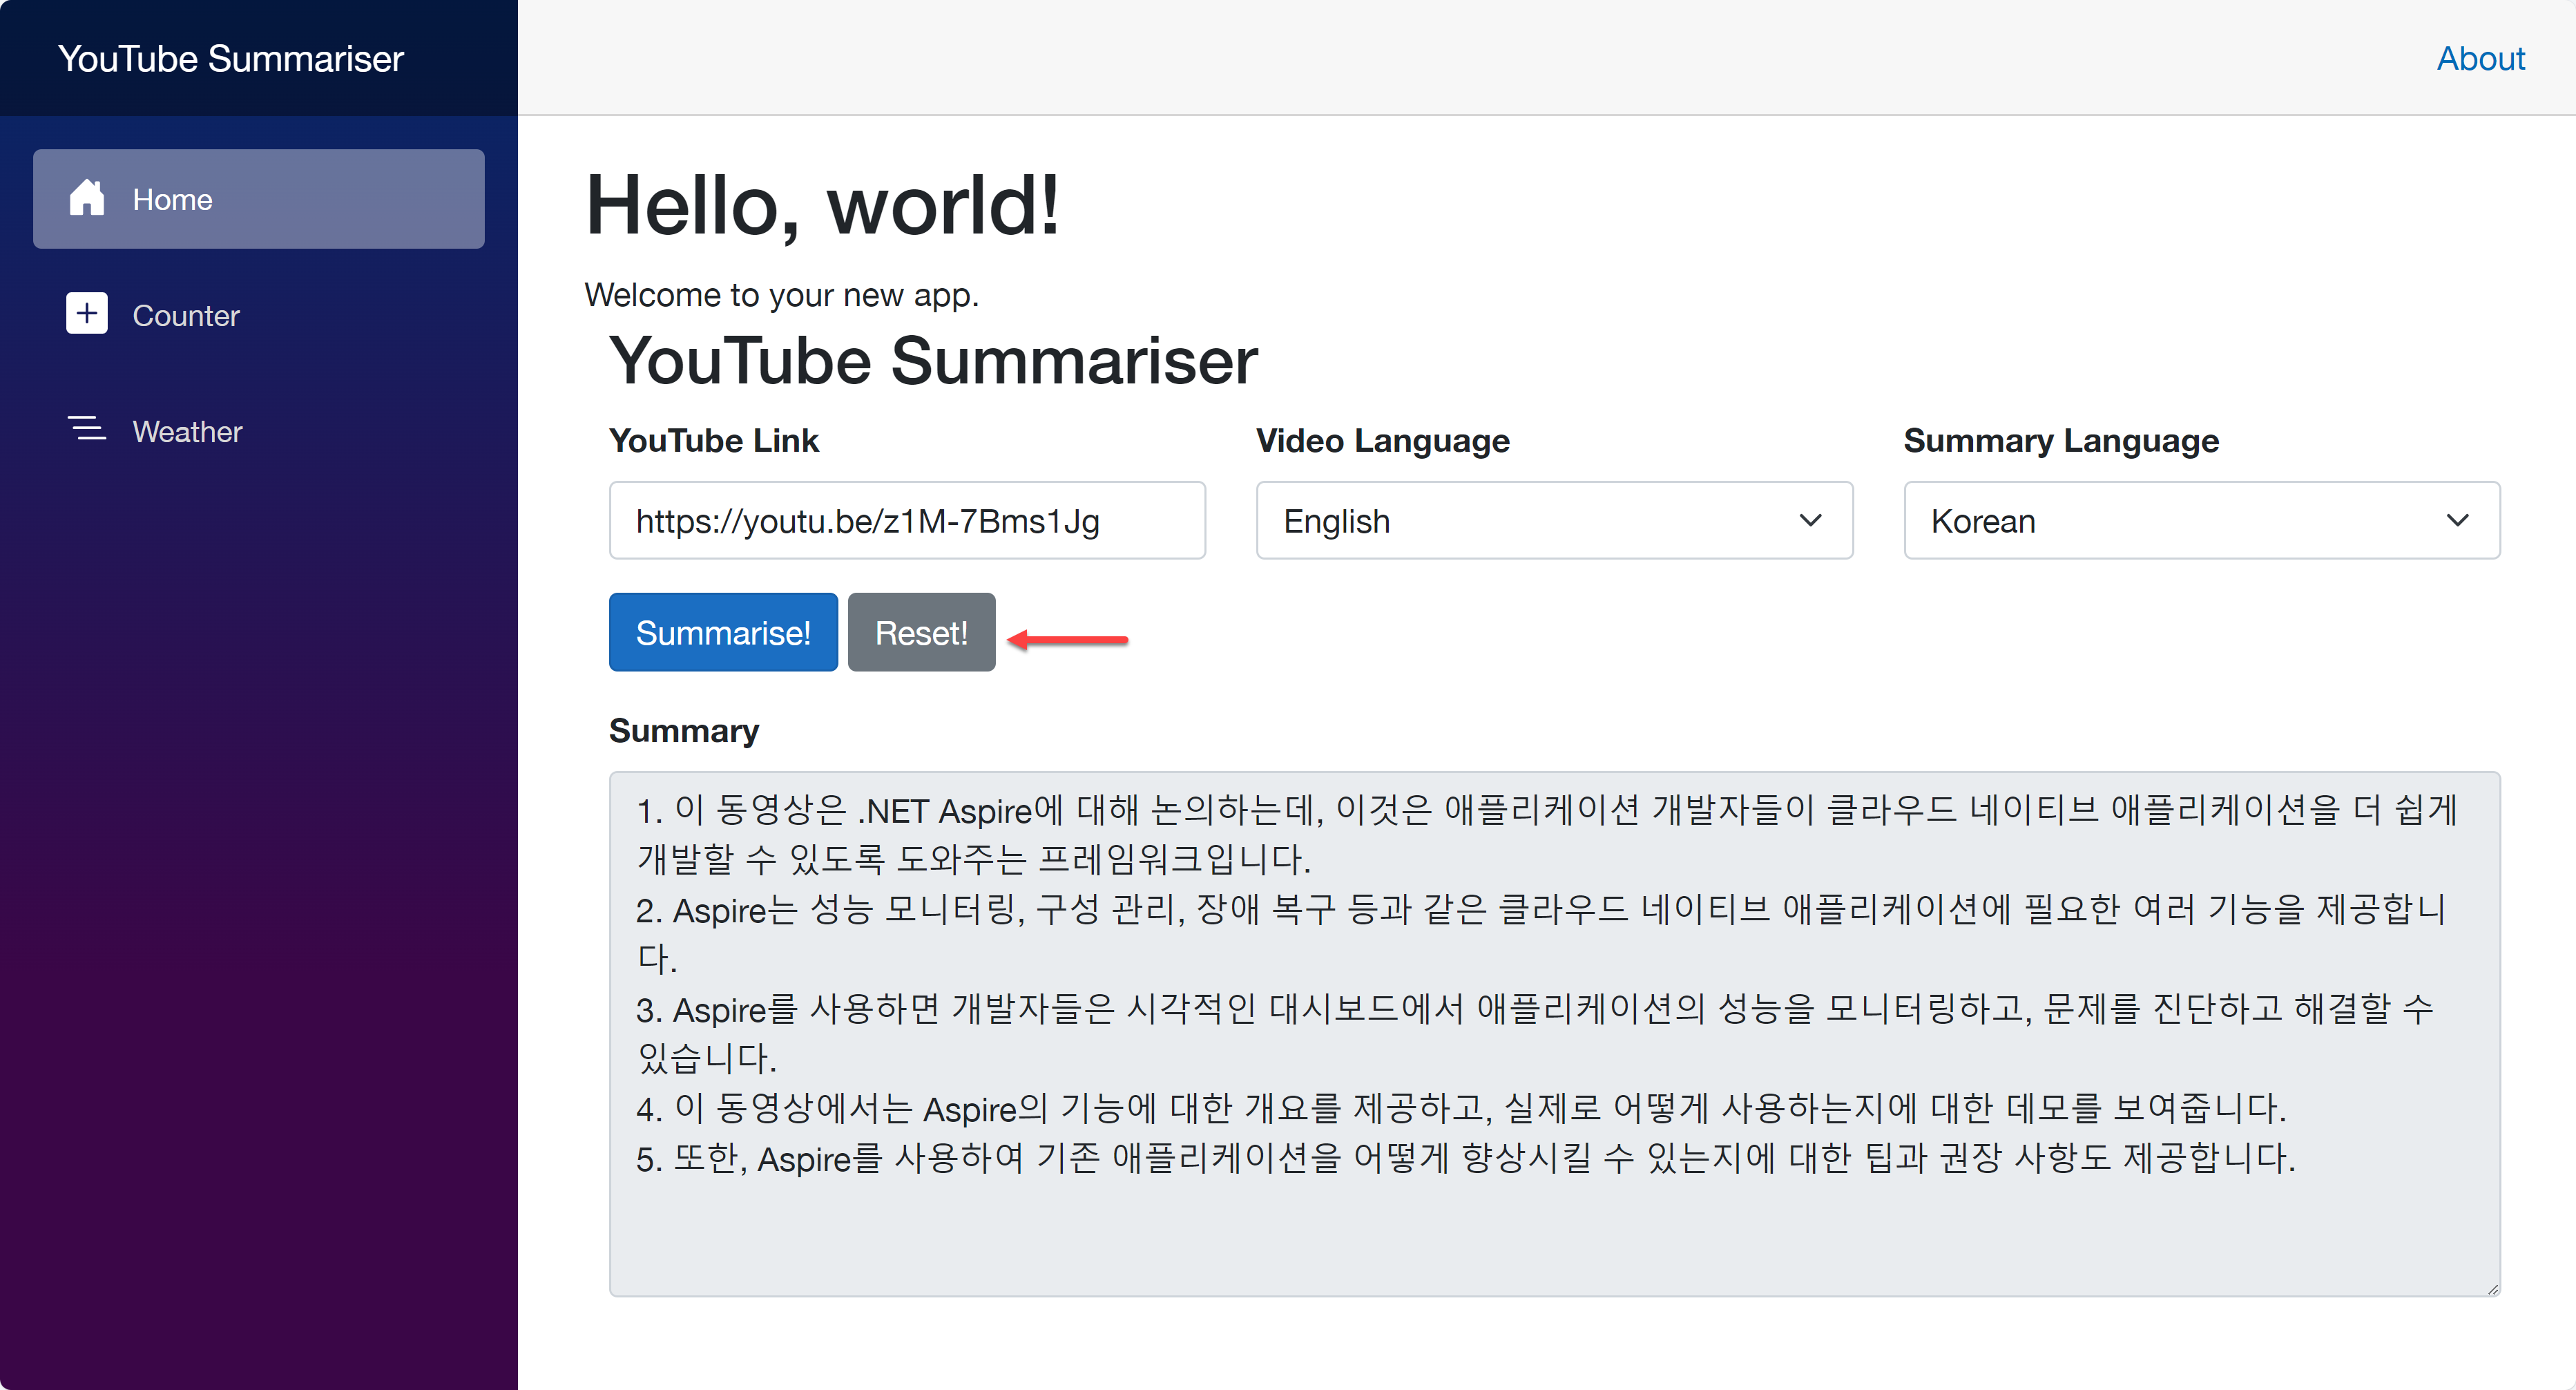 YouTube Summariser
About
Home
Counter
Weather
Hello, world!
Welcome to your new app.
YouTube Summariser
YouTube Link
Video Language
Summary Language
https://youtu.be/z1M-7Bms1Jg
English
Korean
Summarise!
Reset!
Summary
1. 이 동영상은 .NET Aspire에 대해 논의하는데, 이것은 애플리케이션 개발자들이 클라우드 네이티브 애플리케이션을 더 쉽게
개발할 수 있도록 도와주는 프레임워크입니다.
2. Aspire는 성능 모니터링, 구성 관리, 장애 복구 등과 같은 클라우드 네이티브 애플리케이션에 필요한 여러 기능을 제공합니
다.
3. Aspire를 사용하면 개발자들은 시각적인 대시보드에서 애플리케이션의 성능을 모니터링하고, 문제를 진단하고 해결할 수
있습니다.
4. 이 동영상에서는 Aspire의 기능에 대한 개요를 제공하고, 실제로 어떻게 사용하는지에 대한 데모를 보여줍니다.
5. 또한, Aspire를 사용하여 기존 애플리케이션을 어떻게 향상시킬 수 있는지에 대한 팁과 권장 사항도 제공합니다.